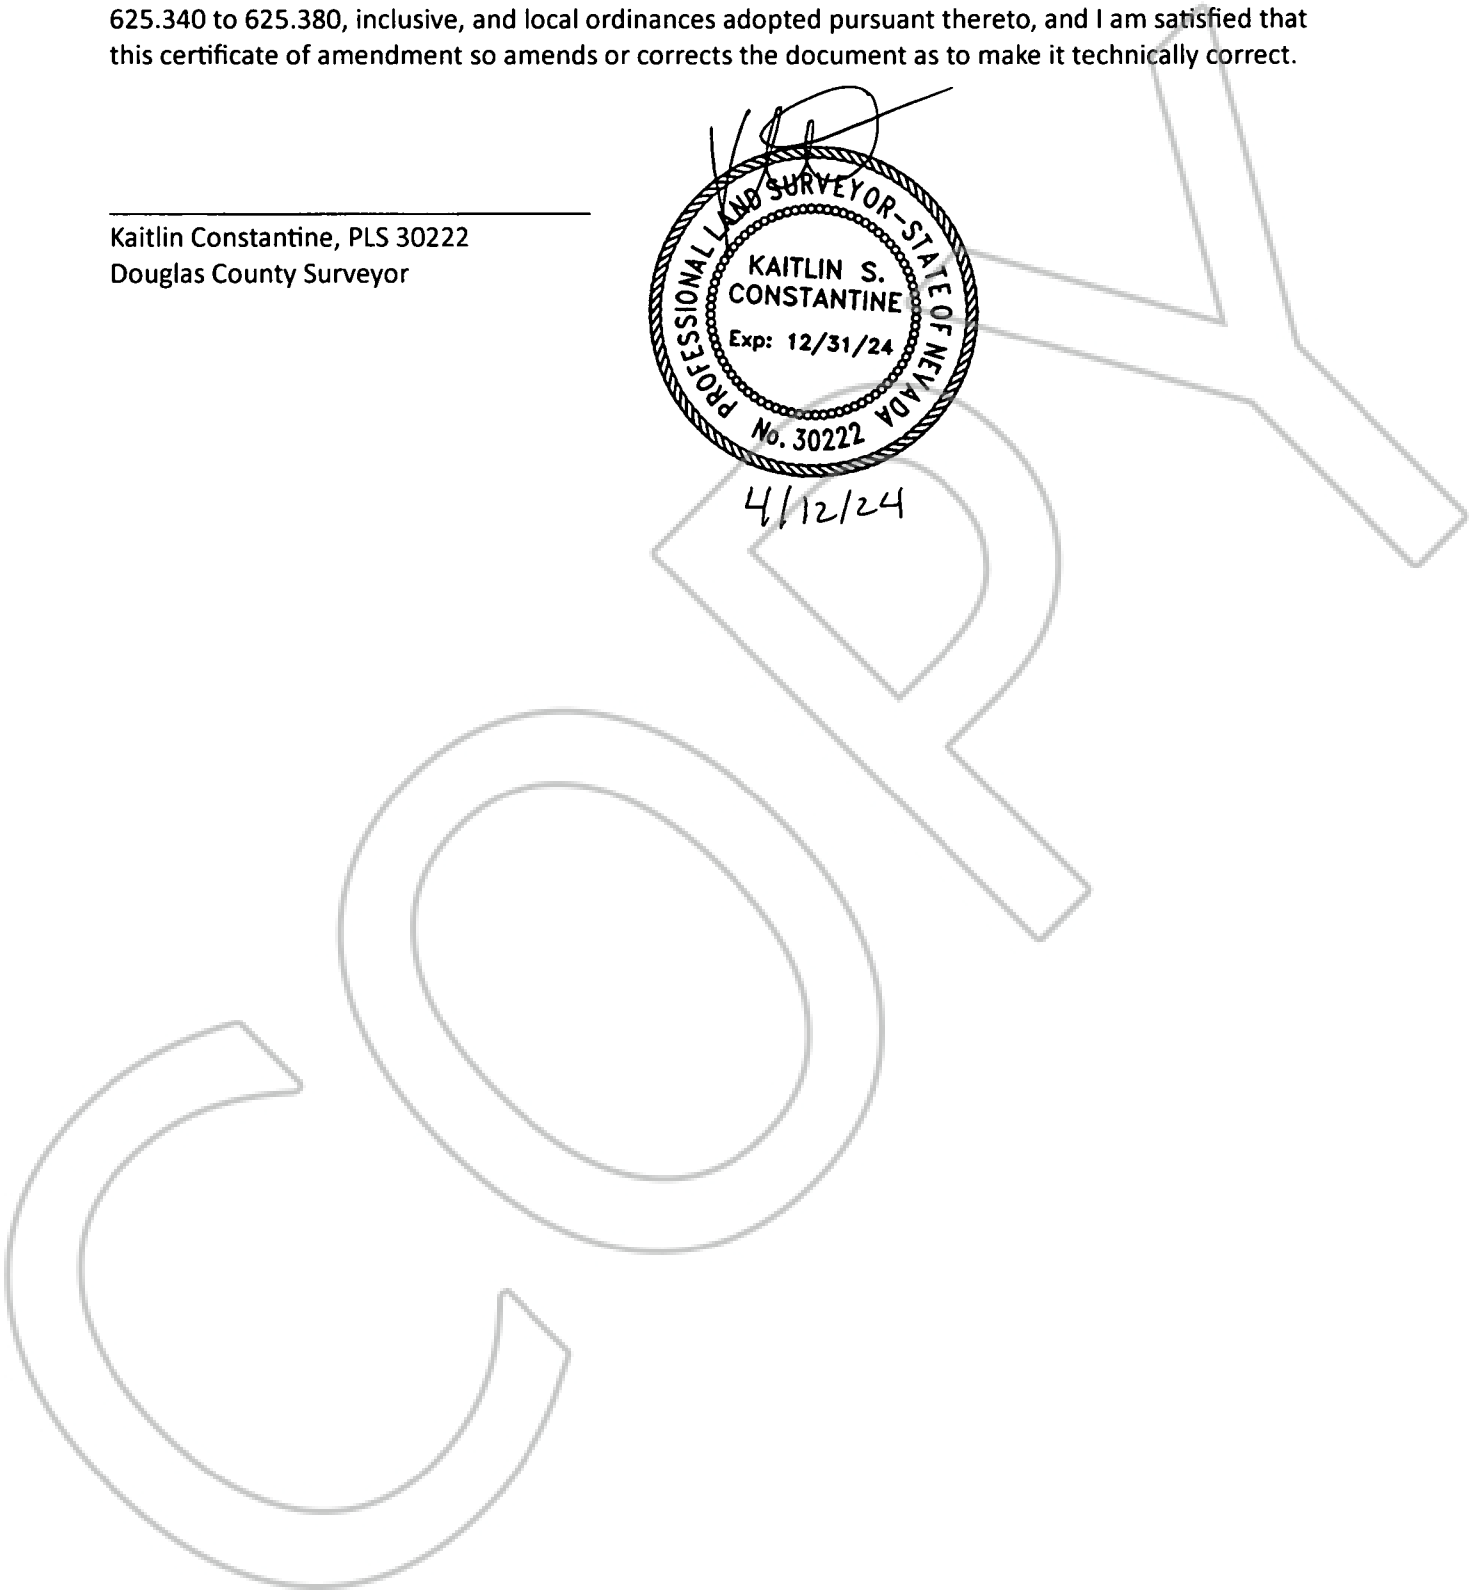 625.340 to 625.380, inclusive, and local ordinances adopted pursuant thereto, and I am satisfied that
this certificate of amendment so amends or corrects the document as to make it technically correct.
Kaitlin Constantine, PLS 30222
Douglas County Surveyor
PROFESSIONAL LAND SURVEYOR-STATE OF NEVADA
KAITLIN S.
CONSTANTINE
Exp: 12/31/24
No. 30222
4/12/24
COPY